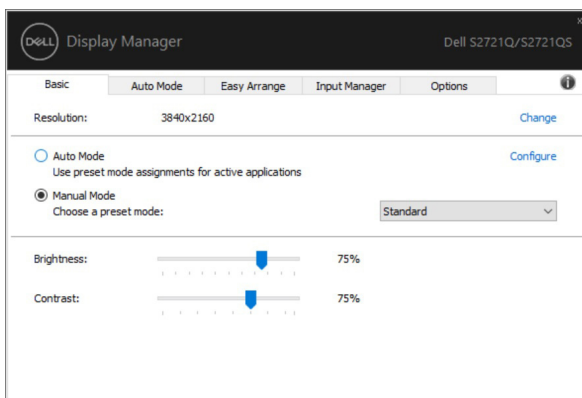 DELL Display Manager Dell S2721Q/S2721QS
Basic Auto Mode Easy Arrange Input Manager Options
Resolution: 3840x2160 Change
Auto Mode Configure
Use preset mode assignments for active applications
Manual Mode
Choose a preset mode: Standard
Brightness: 75%
Contrast: 75%